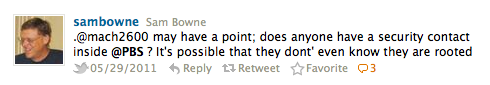 sambowne Sam Bowne
.@mach2600 may have a point; does anyone have a security contact
inside @PBS ? It's possible that they dont' even know they are rooted
05/29/2011 Reply Retweet Favorite 3